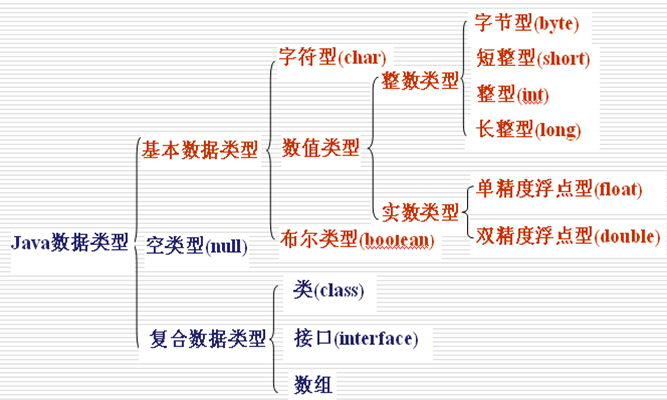 字节型(byte)
字符型(char)
短整型(short)
整数类型
整型(int)
长整型(long)
基本数据类型
数值类型
单精度浮点型(float)
实数类型
双精度浮点型(double)
Java数据类型
空类型(null)
布尔类型(boolean)
类(class)
复合数据类型
接口(interface)
数组